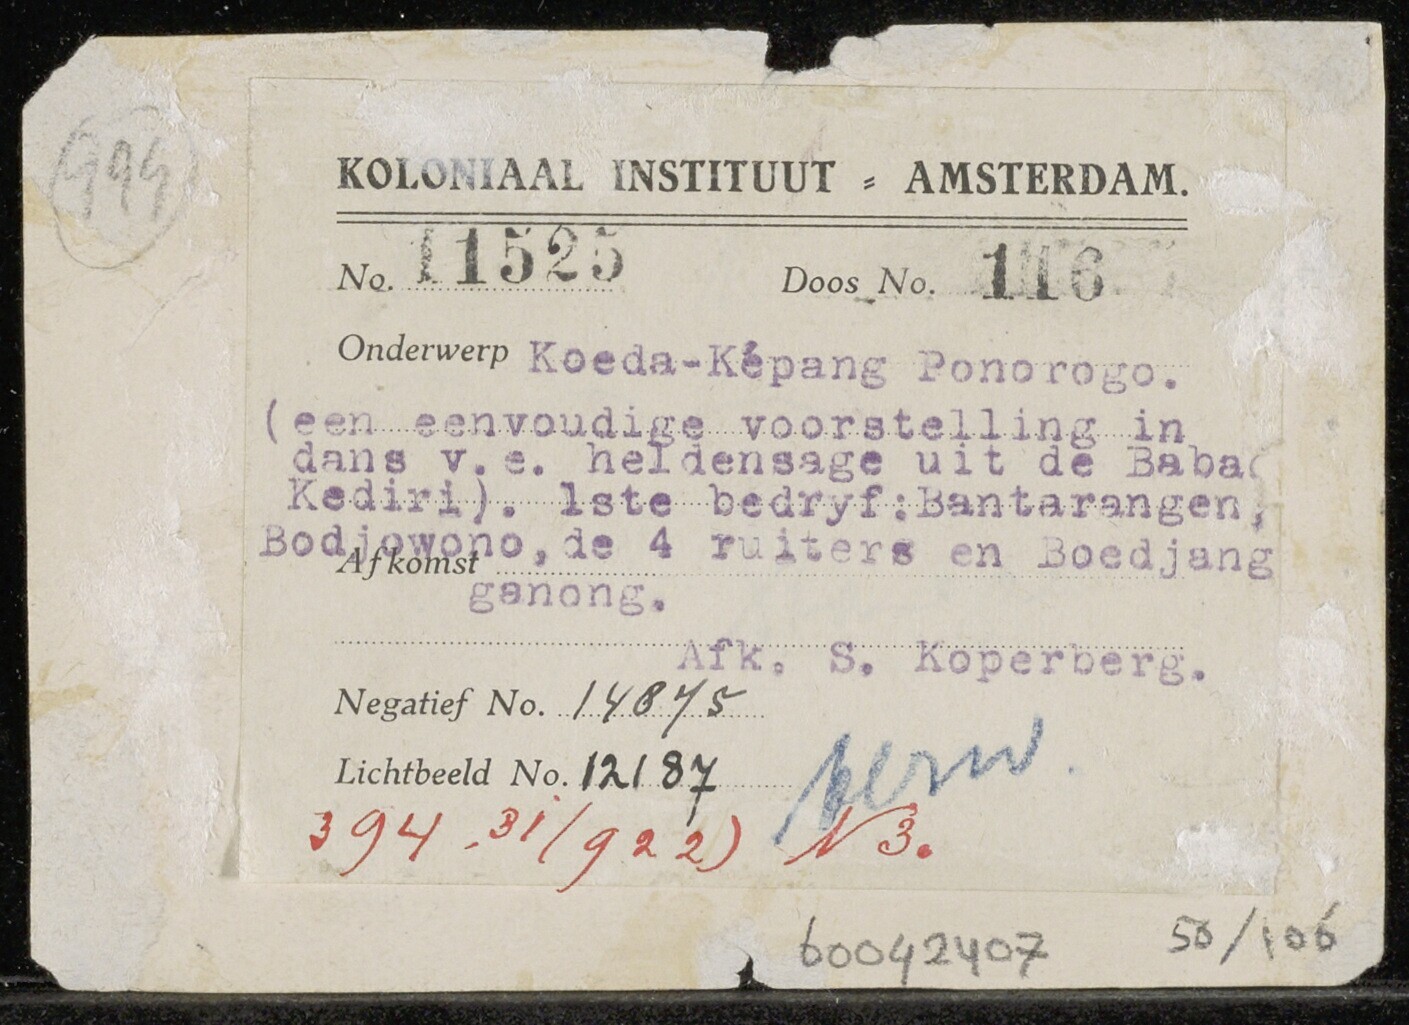 994
KOLONIAAL INSTITUUT - AMSTERDAM.
No. 11525 Doos No. 116
Onderwerp Koeda-Képang Ponorogo.
(een eenvoudige voorstelling in
dans v.e. heldensage uit de Baba
Kediri). 1ste bedryf:Bantarangen,
Bodjowono,de 4 ruiters en Boedjang
Afkomst
ganong.
Afk. S. Koperberg.
Negatief No. 14875
Lichtbeeld No. 12187
394.31(922) N3.
60042407 50/106